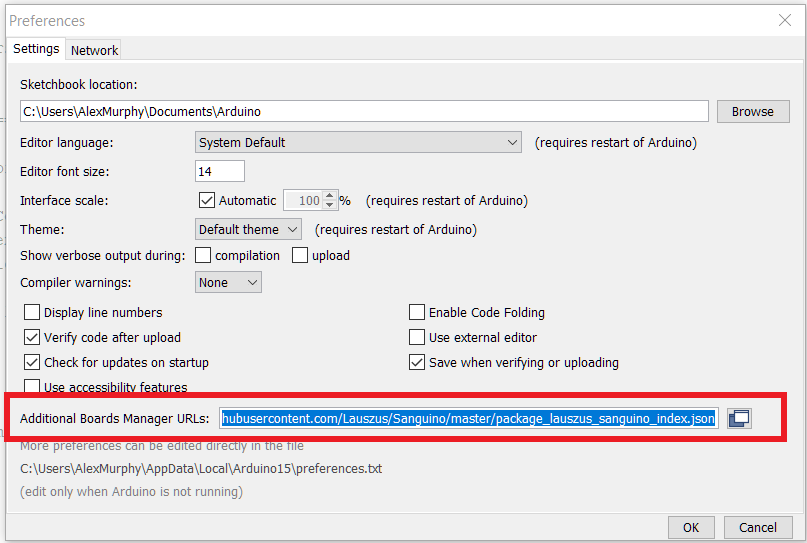 Preferences
Settings Network
Sketchbook location:
C:\Users\AlexMurphy\Documents\Arduino Browse
Editor language: System Default (requires restart of Arduino)
Editor font size: 14
Interface scale: Automatic 100 % (requires restart of Arduino)
Theme: Default theme (requires restart of Arduino)
Show verbose output during: compilation upload
Compiler warnings: None
Display line numbers Enable Code Folding
Verify code after upload Use external editor
Check for updates on startup Save when verifying or uploading
Use accessibility features
Additional Boards Manager URLs: hubusercontent.com/Lauszus/Sanguino/master/package_lauszus_sanguino_index.json
More preferences can be edited directly in the file
C:\Users\AlexMurphy\AppData\Local\Arduino15\preferences.txt
(edit only when Arduino is not running)
OK Cancel